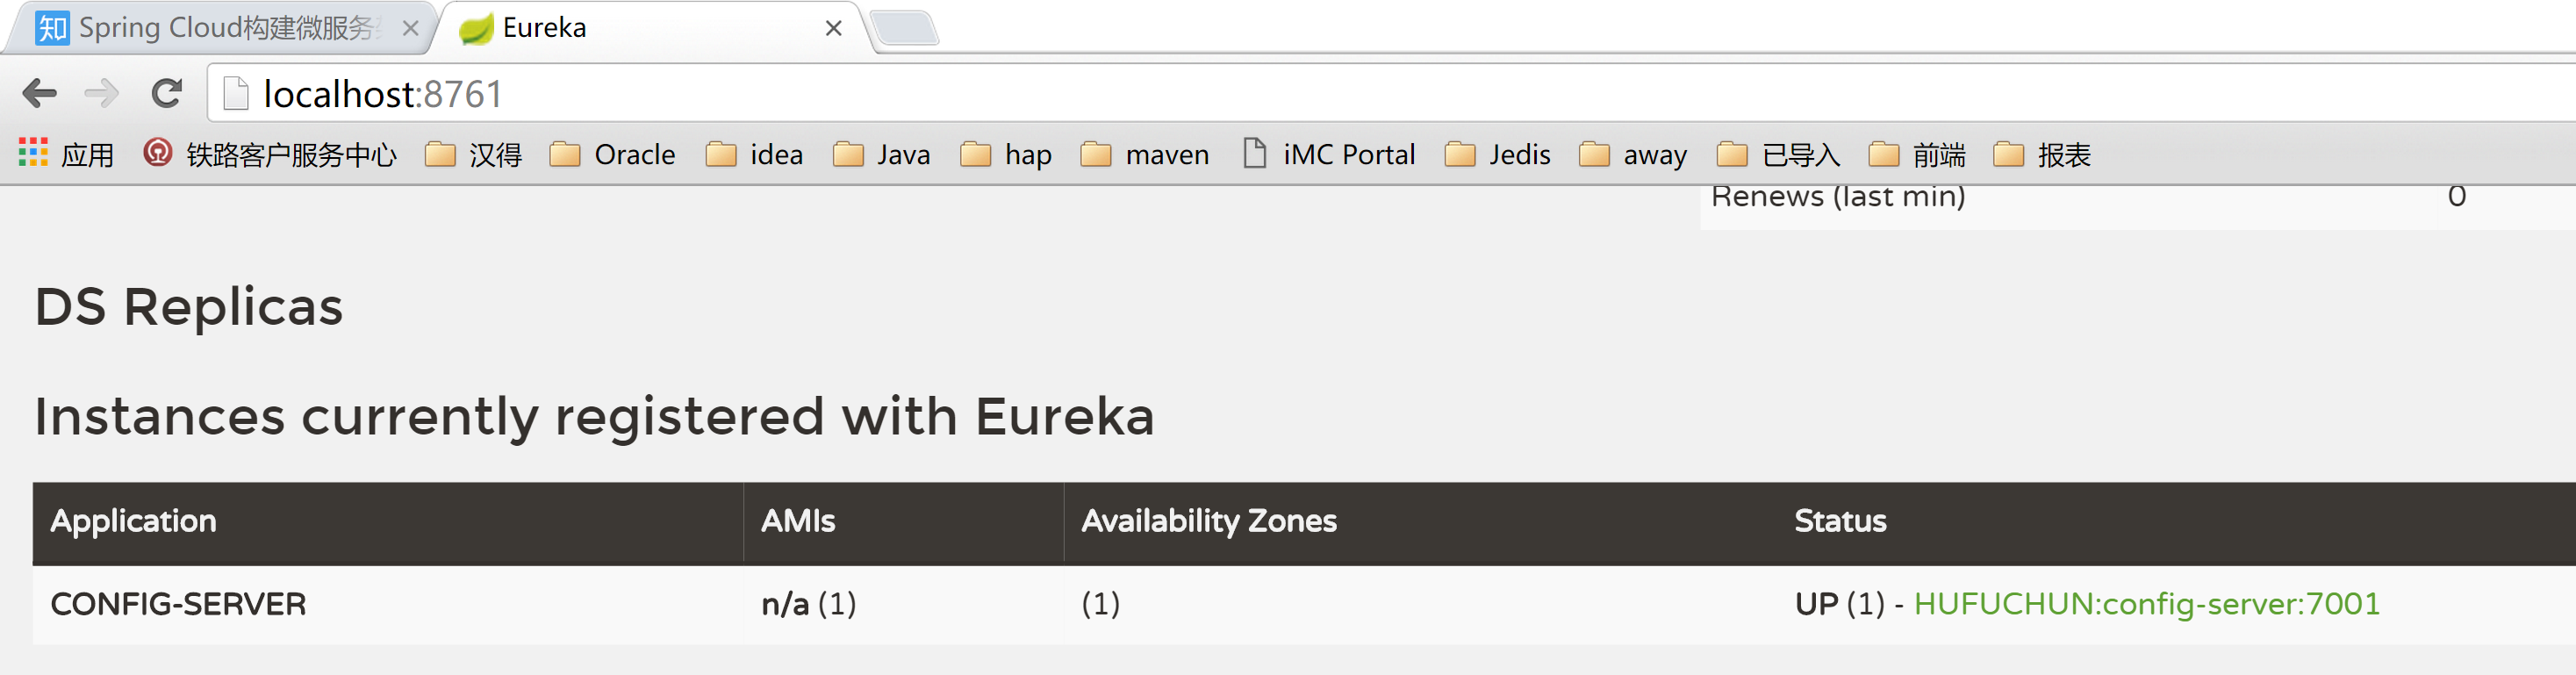 知 Spring Cloud构建微服务 Eureka
localhost:8761
应用 铁路客户服务中心 汉得 Oracle idea Java hap maven iMC Portal Jedis away 已导入 前端 报表
Renews (last min) 0
DS Replicas
Instances currently registered with Eureka
Application AMIs Availability Zones Status
CONFIG-SERVER n/a (1) (1) UP (1) - HUFUCHUN:config-server:7001